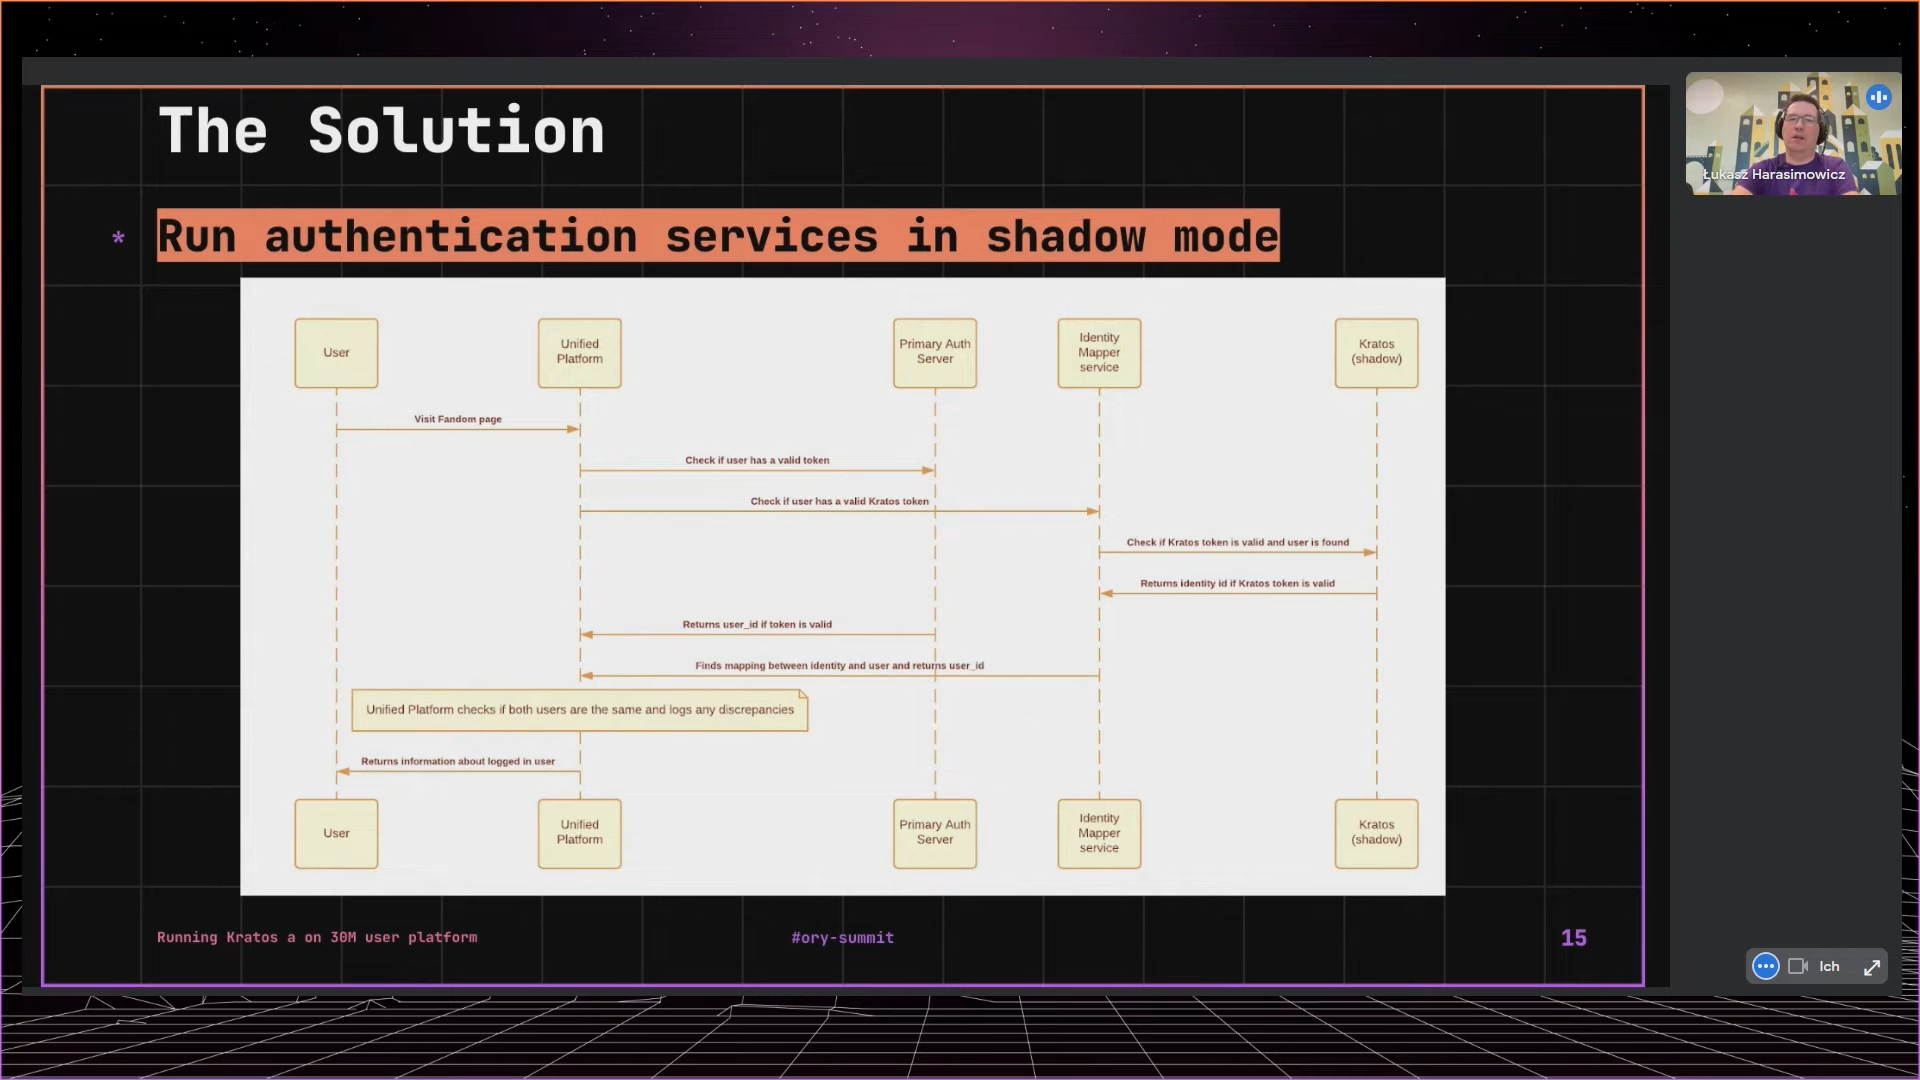 The Solution
* Run authentication services in shadow mode
User
Unified
Platform
Primary Auth
Server
Identity
Mapper
service
Kratos
(shadow)
Visit Fandom page
Check if user has a valid token
Check if user has a valid Kratos token
Check if Kratos token is valid and user is found
Returns identity id if Kratos token is valid
Returns user_id if token is valid
Finds mapping between identity and user and returns user_id
Unified Platform checks if both users are the same and logs any discrepancies
Returns information about logged in user
User
Unified
Platform
Primary Auth
Server
Identity
Mapper
service
Kratos
(shadow)
Running Kratos a on 30M user platform
#ory-summit
15
Łukasz Harasimowicz
Ich